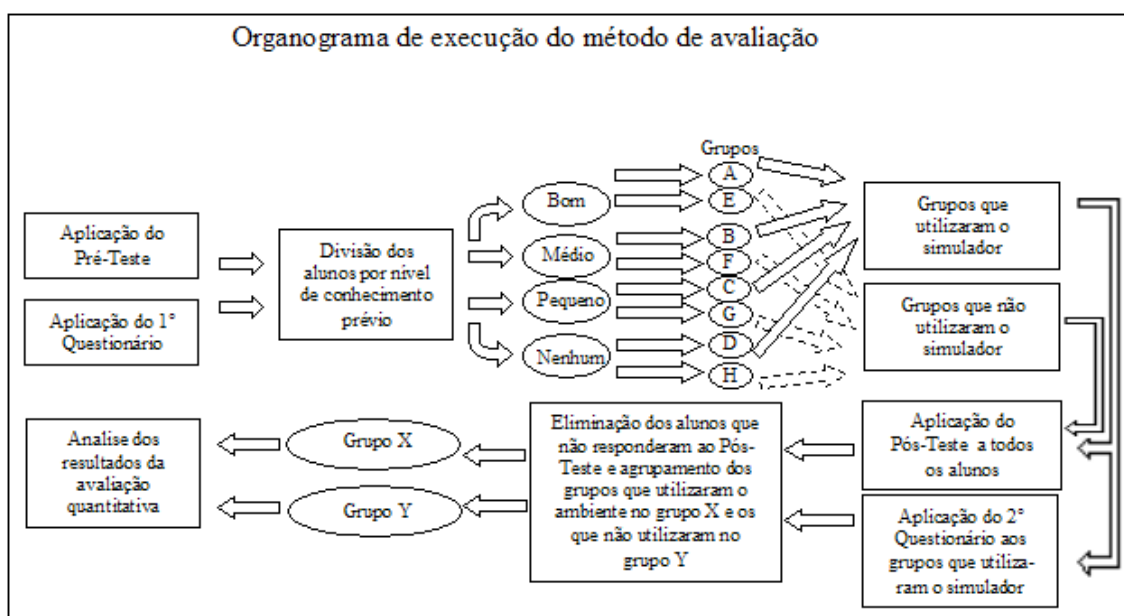 Organograma de execução do método de avaliação
Aplicação do
Pré-Teste
Aplicação do 1°
Questionário
Divisão dos
alunos por nivel
de conhecimento
prévio
Bom
Médio
Pequeno
Nenhum
Grupos
A
E
B
F
C
G
D
H
Grupos que
utilizaram o
simulador
Grupos que não
utilizaram o
simulador
Aplicação do
Pós-Teste a todos
os alunos
Aplicação do 2°
Questionário aos
grupos que utiliza-
ram o simulador
Eliminação dos alunos que
não responderam ao Pós-
Teste e agrupamento dos
grupos que utilizaram o
ambiente no grupo X e os
que não utilizaram no
grupo Y
Grupo X
Grupo Y
Analise dos
resultados da
avaliação
quantitativa